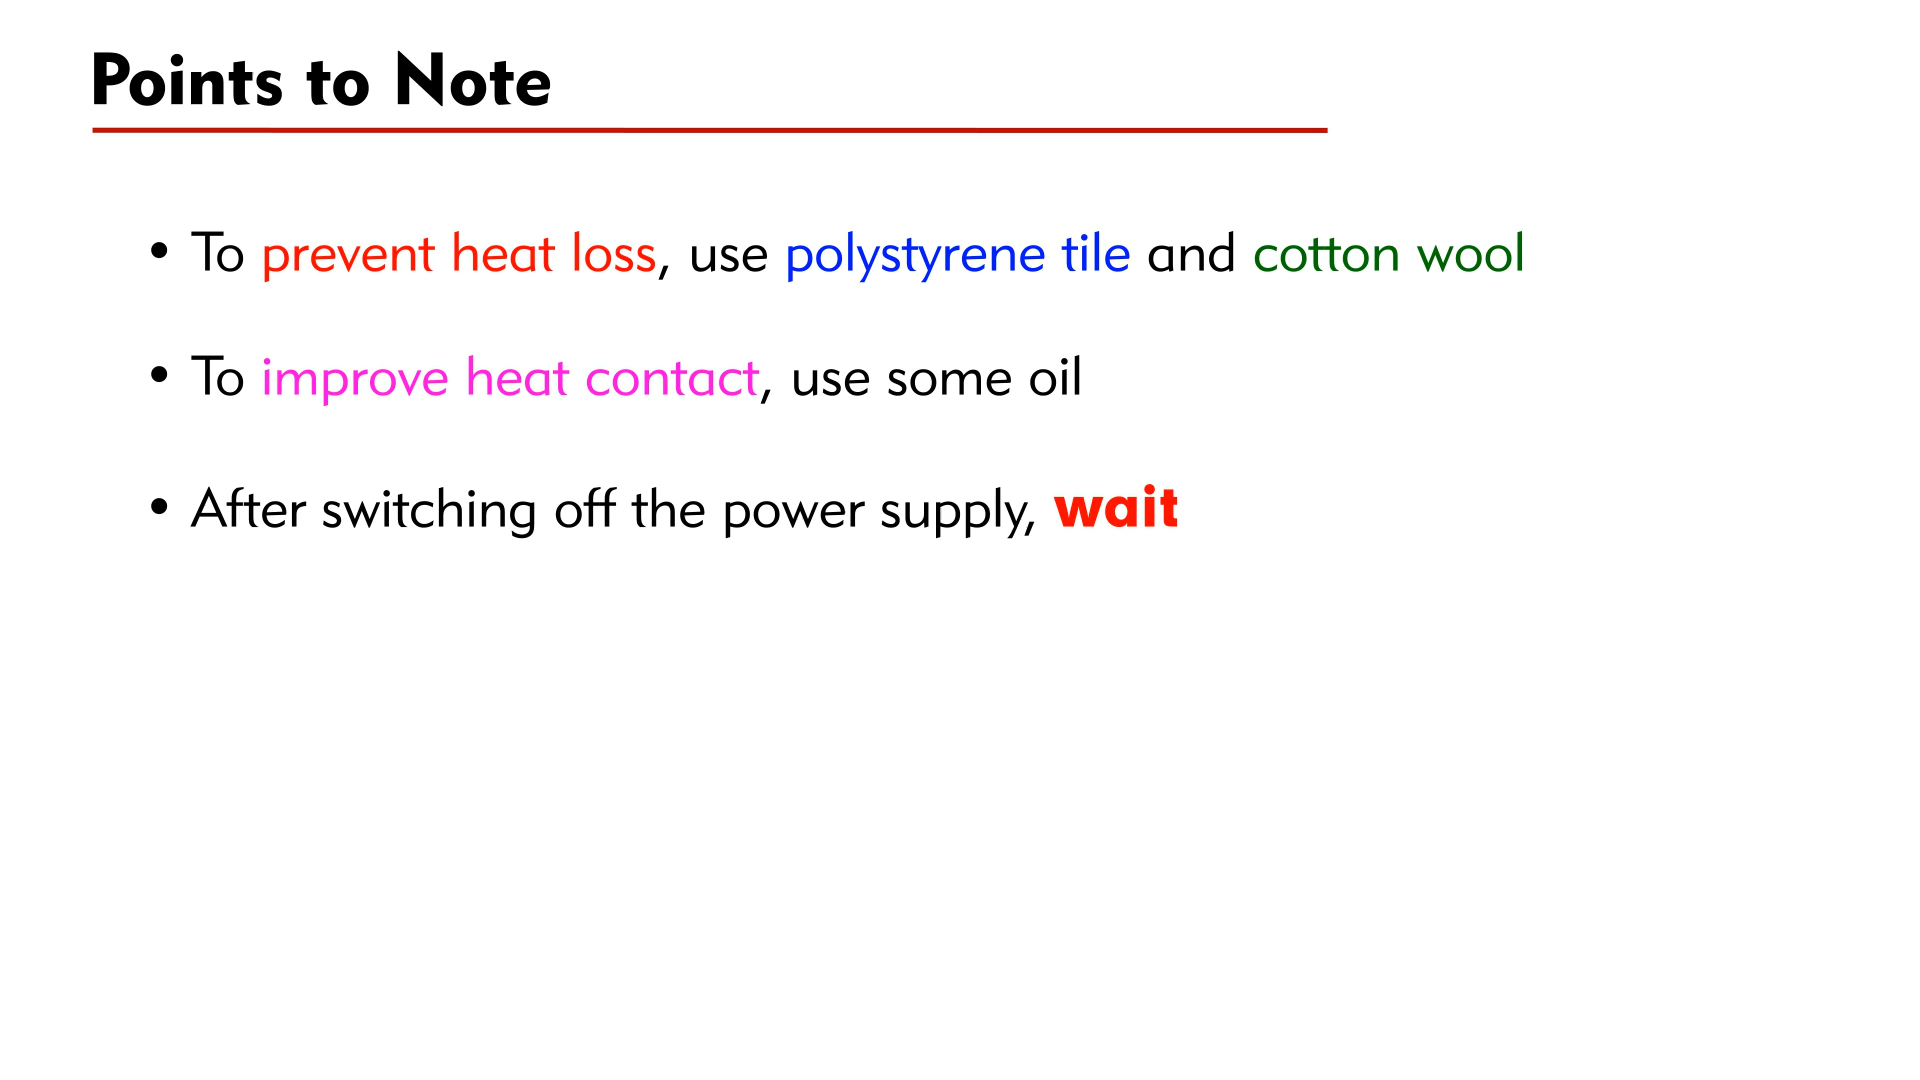 Points to Note
• To prevent heat loss, use polystyrene tile and cotton wool
• To improve heat contact, use some oil
• After switching off the power supply, wait